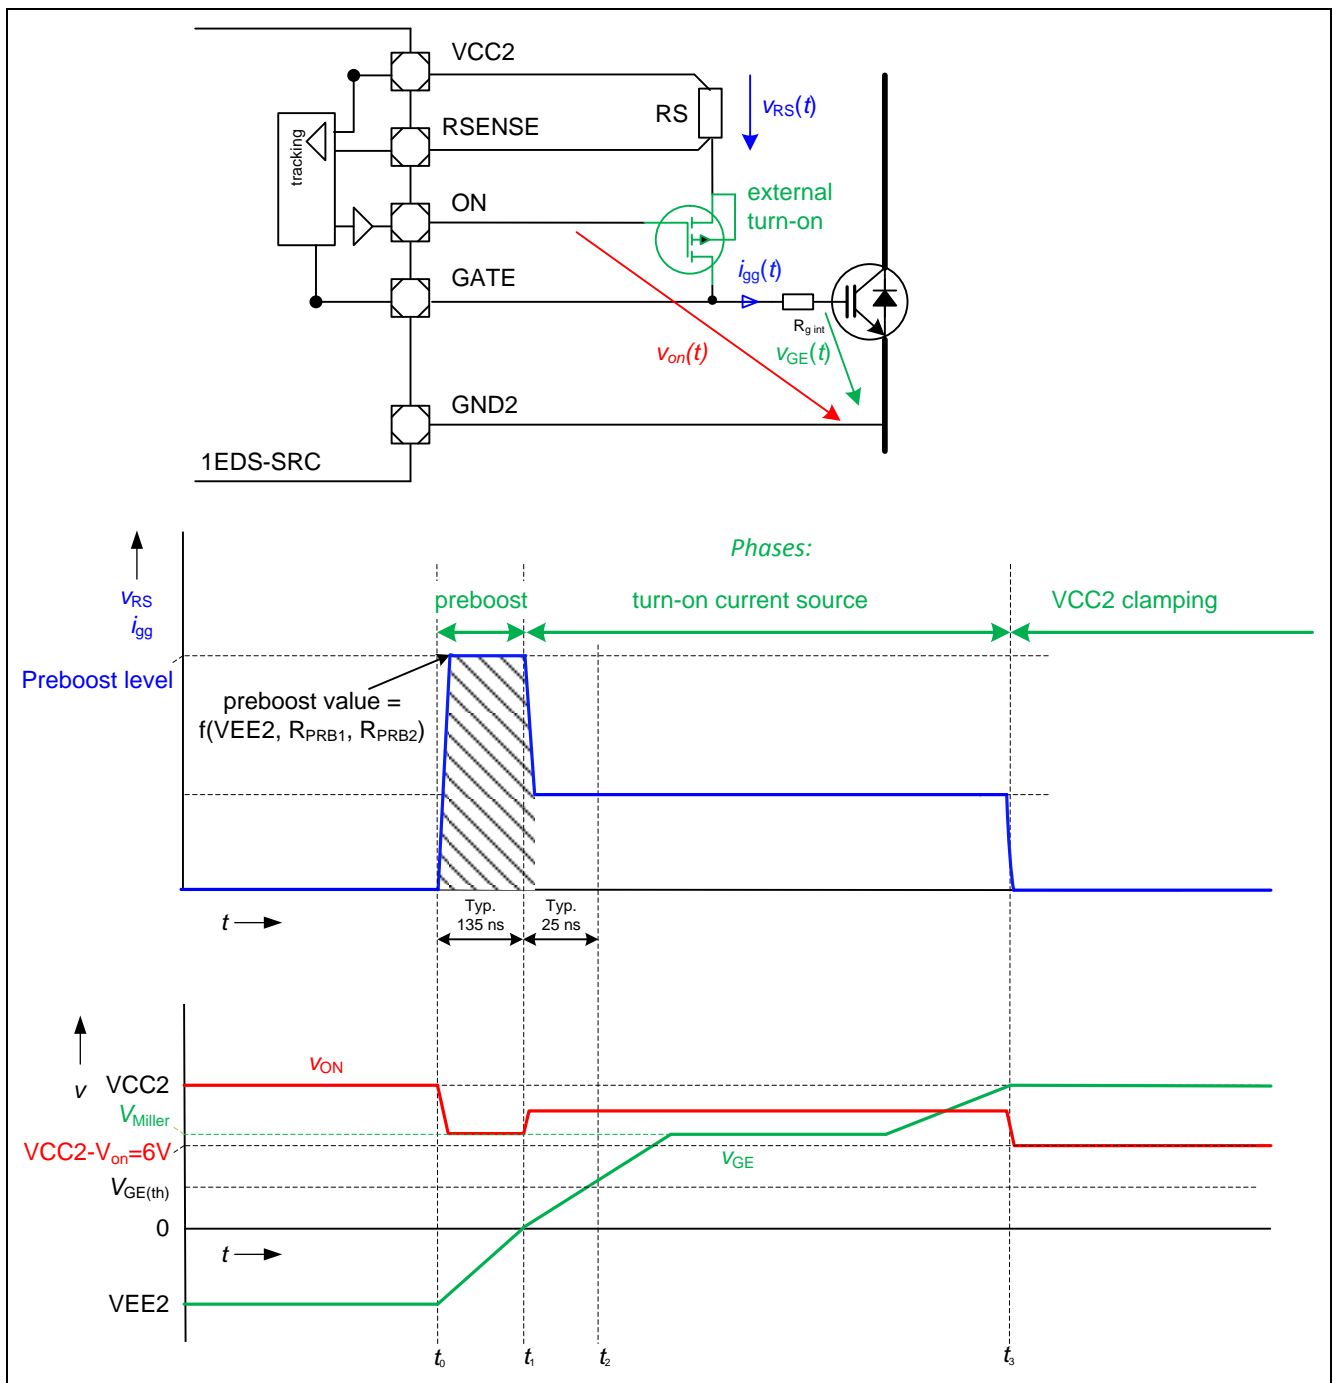 VCC2
RS
vRS(t)
RSENSE
tracking
ON
external
turn-on
GATE
igg(t)
Rg int
von(t)
vGE(t)
GND2
1EDS-SRC
Phases:
vRS
igg
preboost
turn-on current source
VCC2 clamping
Preboost level
preboost value =
f(VEE2, RPRB1, RPRB2)
t
Typ.
135 ns
Typ.
25 ns
v
vON
VCC2
VMiller
VCC2-Von=6V
vGE
VGE(th)
0
t
VEE2
t0
t1
t2
t3